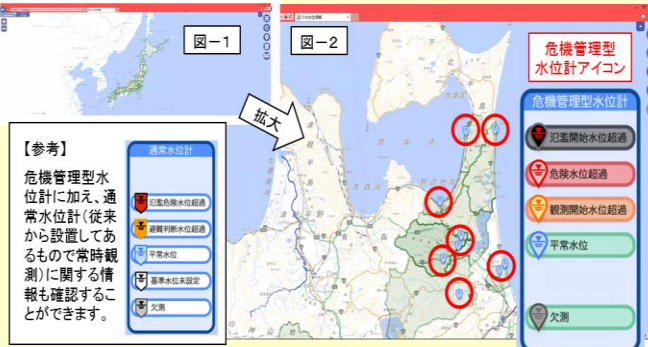 図－1
図－2
拡大
危機管理型
水位計アイコン
危機管理型水位計
氾濫開始水位超過
危険水位超過
観測開始水位超過
平常水位
欠測
【参考】
危機管理型水
位計に加え、通
常水位計（従来
から設置してあ
るもので常時観
測）に関する情
報も確認するこ
とができます。
通常水位計
氾濫危険水位超過
避難判断水位超過
平常水位
基準水位未設定
欠測